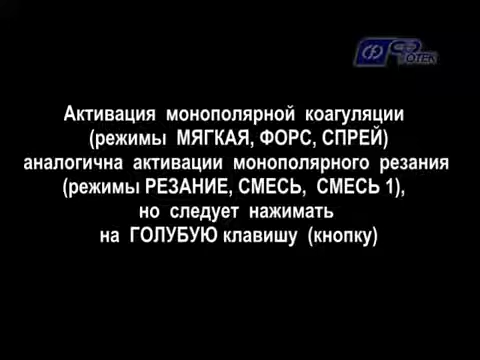 ФОТЕК
Активация монополярной коагуляции
(режимы МЯГКАЯ, ФОРС, СПРЕЙ)
аналогична активации монополярного резания
(режимы РЕЗАНИЕ, СМЕСЬ, СМЕСЬ 1),
но следует нажимать
на ГОЛУБУЮ клавишу (кнопку)